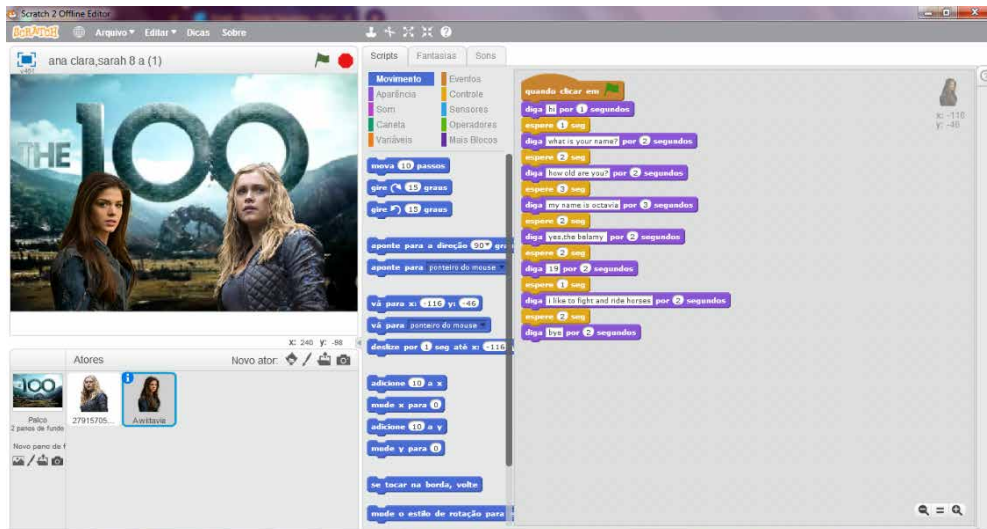 Scratch 2 Offline Editor
SCRATCH Arquivo Editar Dicas Sobre
ana clara,sarah 8 a (1)
v461
THE 100
x: 240 y: -98
Atores
Novo ator:
Palco
2 panos de fundo
Novo pano de f
27915705...
Awktavia
Scripts Fantasias Sons
Movimento
Aparência
Som
Caneta
Variáveis
Eventos
Controle
Sensores
Operadores
Mais Blocos
mova 10 passos
gire 15 graus
gire 15 graus
aponte para a direção 90 gra
aponte para ponteiro do mouse
vá para x: -116 y: -46
vá para ponteiro do mouse
deslize por 1 seg até x: -116
adicione 10 a x
mude x para 0
adicione 10 a y
mude y para 0
se tocar na borda, volte
mude o estilo de rotação para
quando clicar em
diga hi por 1 segundos
espere 1 seg
diga what is your name? por 2 segundos
espere 2 seg
diga how old are you? por 2 segundos
espere 3 seg
diga my name is octavia por 3 segundos
espere 2 seg
diga yes,the belamy por 2 segundos
espere 2 seg
diga 19 por 2 segundos
espere 1 seg
diga i like to fight and ride horses por 2 segundos
espere 2 seg
diga bye por 2 segundos
x: -116
y: -46